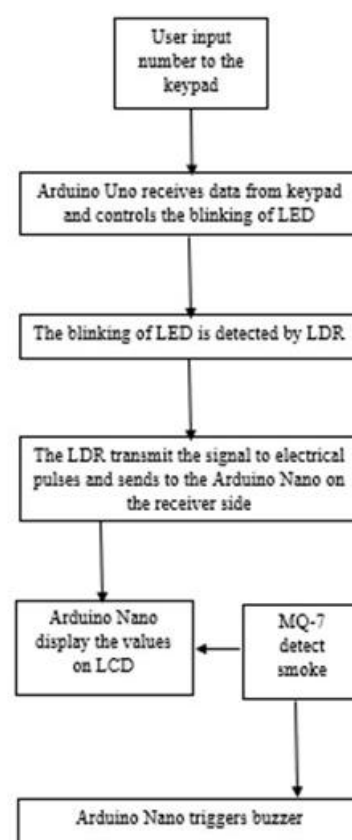 User input
number to the
keypad
Arduino Uno receives data from keypad
and controls the blinking of LED
The blinking of LED is detected by LDR
The LDR transmit the signal to electrical
pulses and sends to the Arduino Nano on
the receiver side
Arduino Nano
display the values
on LCD
MQ-7
detect
smoke
Arduino Nano triggers buzzer